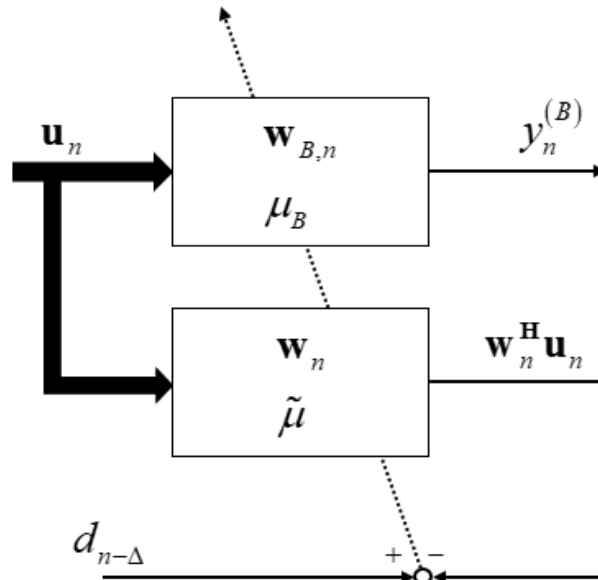 u_n
w_{B,n}
μ_B
y_n^{(B)}
w_n
μ̃
w_n^H u_n
d_{n-Δ}
+ −